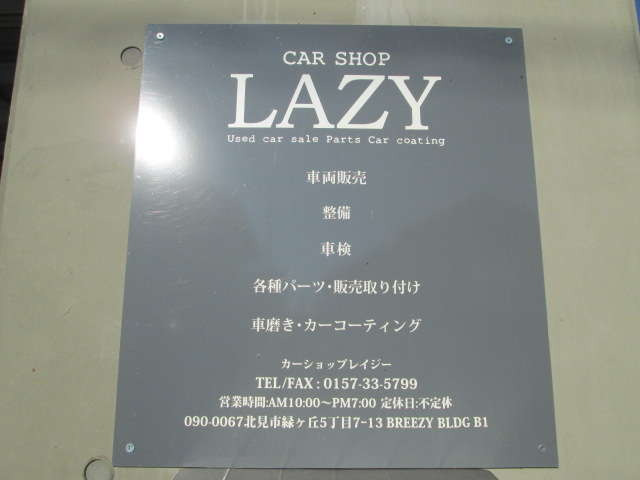 CAR SHOP
LAZY
Used car sale Parts Car coating
車両販売
整備
車検
各種パーツ・販売取り付け
車磨き・カーコーティング
カーショップレイジー
TEL/FAX : 0157-33-5799
営業時間:AM10:00〜PM7:00 定休日:不定休
090-0067北見市緑ヶ丘5丁目7-13 BREEZY BLDG B1